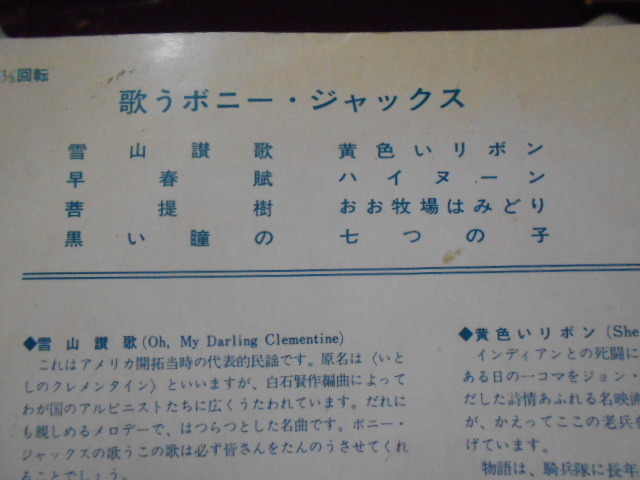 3⅓回転
歌うボニー・ジャックス
雪山讃歌 黄色いリボン
早春賦 ハイヌーン
菩提樹 おお牧場はみどり
黒い瞳の 七つの子
◆雪山讃歌(Oh, My Darling Clementine)
これはアメリカ開拓当時の代表的民謡です。原名は〈いと
しのクレメンタイン〉といいますが、白石賢作編曲によって
わが国のアルピニストたちに広くうたわれています。だれに
も親しめるメロデーで、はつらつとした名曲です。ボニー・
ジャックスの歌うこの歌は必ず皆さんをたんのうさせてくれ
ることでしょう。
◆黄色いリボン(She
インディアンとの死闘に
ある日の一コマをジョン・
だした詩情あふれる名映画
が、かえってここの老兵
げています。
物語は、騎兵隊に長年